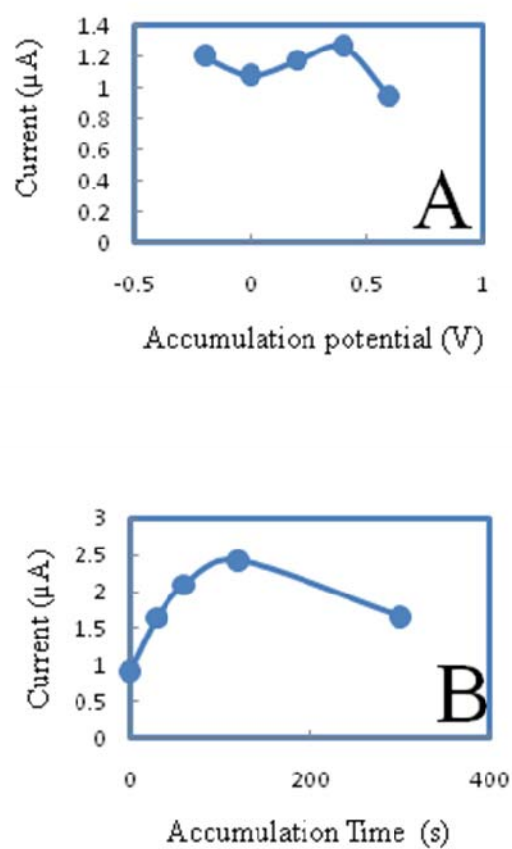 1.4
1.2
1
0.8
0.6
0.4
0.2
0
Current (µA)
A
-0.5 0 0.5 1
Accumulation potential (V)
3
2.5
2
1.5
1
0.5
0
Current (µA)
B
0 200 400
Accumulation Time (s)